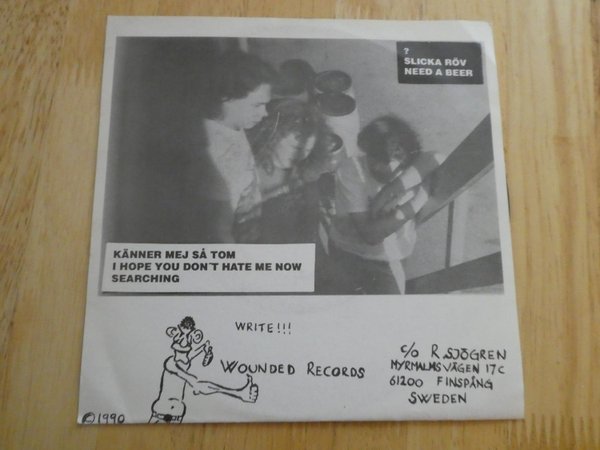 ?
SLICKA RÖV
NEED A BEER
KÄNNER MEJ SÅ TOM
I HOPE YOU DON'T HATE ME NOW
SEARCHING
WRITE!!!
WOUNDED RECORDS
C/O R. SJÖGREN
MYRMALMSVÄGEN 17C
61200 FINSPÅNG
SWEDEN
©1990